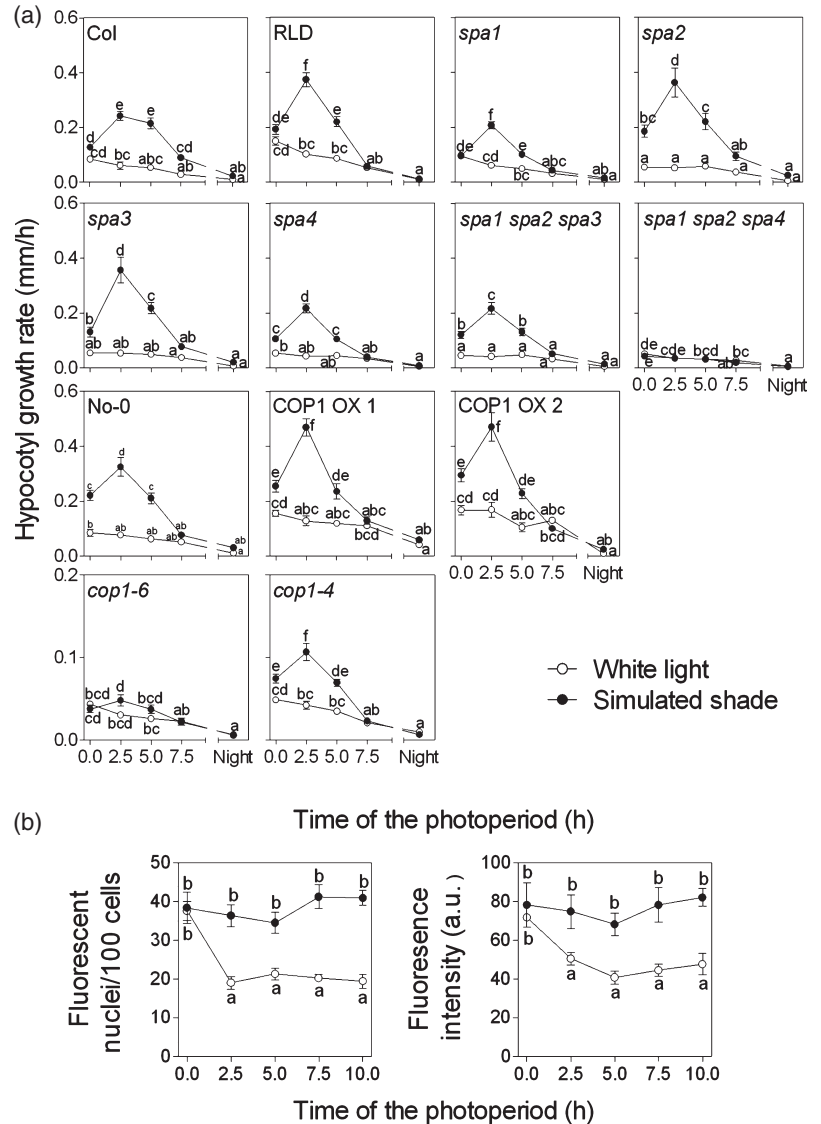 (a)
Hypocotyl growth rate (mm/h)
0.6
0.4
0.2
0.0
Col
d
e
e
cd
ab
cd
bc
abc
ab
a
RLD
de
f
e
ab
a
cd
bc
bc
spa1
de
f
e
abc
ab
cd
bc
a
spa2
bc
d
c
ab
a
a
a
a
a
a
0.6
0.4
0.2
0.0
spa3
b
d
c
ab
a
ab
ab
ab
a
a
spa4
c
d
c
ab
a
b
ab
spa1 spa2 spa3
b
c
b
a
a
a
a
a
a
a
spa1 spa2 spa4
de
cde
cd
bc
a
e
ab
0.0 2.5 5.0 7.5 Night
0.6
0.4
0.2
0.0
No-0
c
d
c
ab
ab
b
ab
ab
ab
a
COP1 OX 1
e
f
de
abc
ab
cd
abc
abc
bcd
a
COP1 OX 2
e
f
de
abc
ab
cd
cd
abc
bcd
a
0.0 2.5 5.0 7.5 Night
0.2
0.1
0.0
cop1-6
bcd
d
bcd
c
a
cd
bcd
bc
0.0 2.5 5.0 7.5 Night
cop1-4
e
f
de
ab
a
cd
bc
bc
0.0 2.5 5.0 7.5 Night
White light
Simulated shade
Time of the photoperiod (h)
(b)
Fluorescent
nuclei/100 cells
50
40
30
20
10
0
b
b
b
b
b
b
a
a
a
a
0.0 2.5 5.0 7.5 10.0
Fluoresence
intensity (a.u.)
100
80
60
40
20
0
b
b
b
b
b
b
a
a
a
a
0.0 2.5 5.0 7.5 10.0
Time of the photoperiod (h)